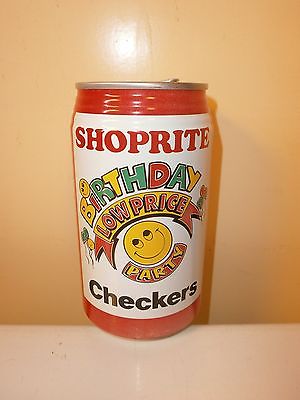 SHOPRITE
BIRTHDAY
LOW PRICE
PARTY
Checkers